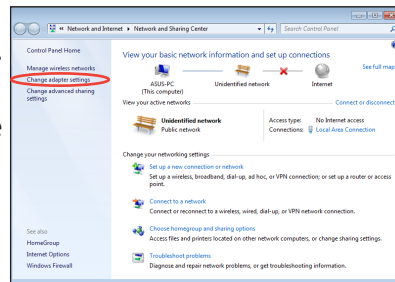 Network and Internet ▸ Network and Sharing Center
Search Control Panel
Control Panel Home
Manage wireless networks
Change adapter settings
Change advanced sharing
settings
See also
HomeGroup
Internet Options
Windows Firewall
View your basic network information and set up connections
See full map
ASUS-PC
(This computer)
Unidentified network
Internet
View your active networks
Connect or disconnect
Unidentified network
Public network
Access type: No Internet access
Connections: Local Area Connection
Change your networking settings
Set up a new connection or network
Set up a wireless, broadband, dial-up, ad hoc, or VPN connection; or set up a router or access
point.
Connect to a network
Connect or reconnect to a wireless, wired, dial-up, or VPN network connection.
Choose homegroup and sharing options
Access files and printers located on other network computers, or change sharing settings.
Troubleshoot problems
Diagnose and repair network problems, or get troubleshooting information.